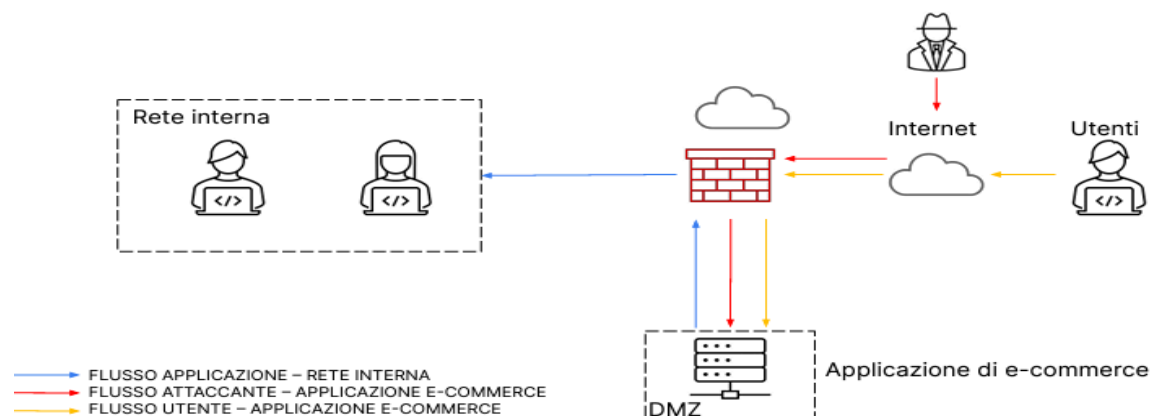 Rete interna
Internet
Utenti
</>
</>
</>
Applicazione di e-commerce
DMZ
FLUSSO APPLICAZIONE – RETE INTERNA
FLUSSO ATTACCANTE – APPLICAZIONE E-COMMERCE
FLUSSO UTENTE – APPLICAZIONE E-COMMERCE